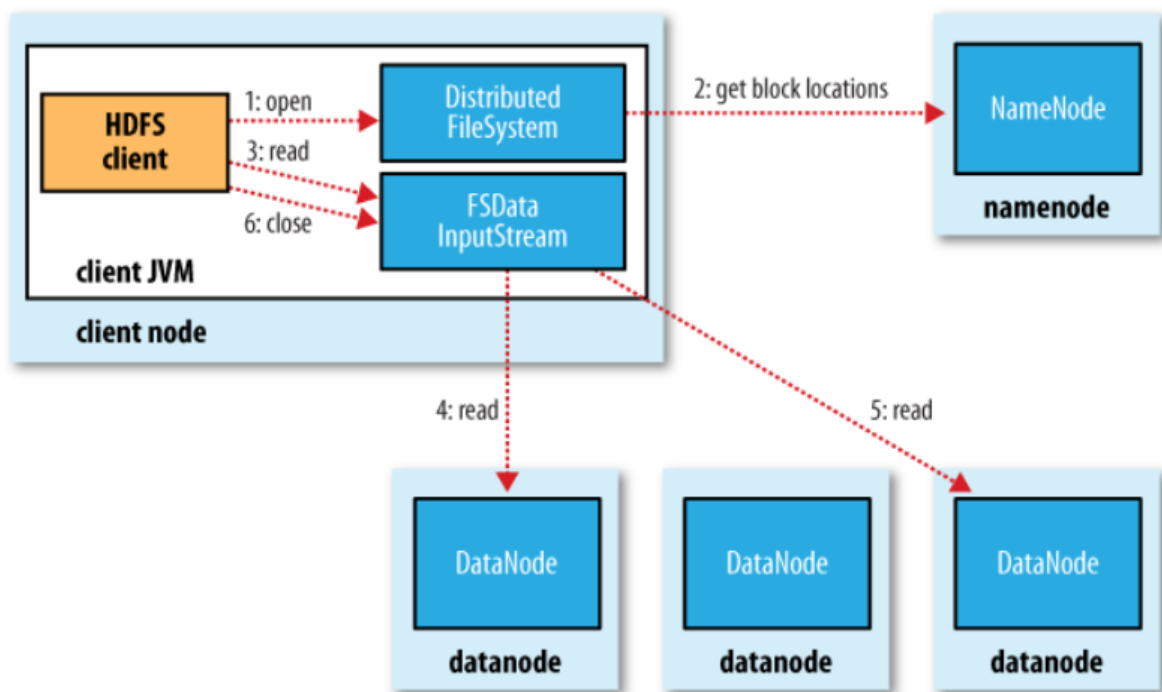 HDFS
client
1: open
3: read
6: close
Distributed
FileSystem
FSData
InputStream
client JVM
client node
2: get block locations
NameNode
namenode
4: read
5: read
DataNode
datanode
DataNode
datanode
DataNode
datanode